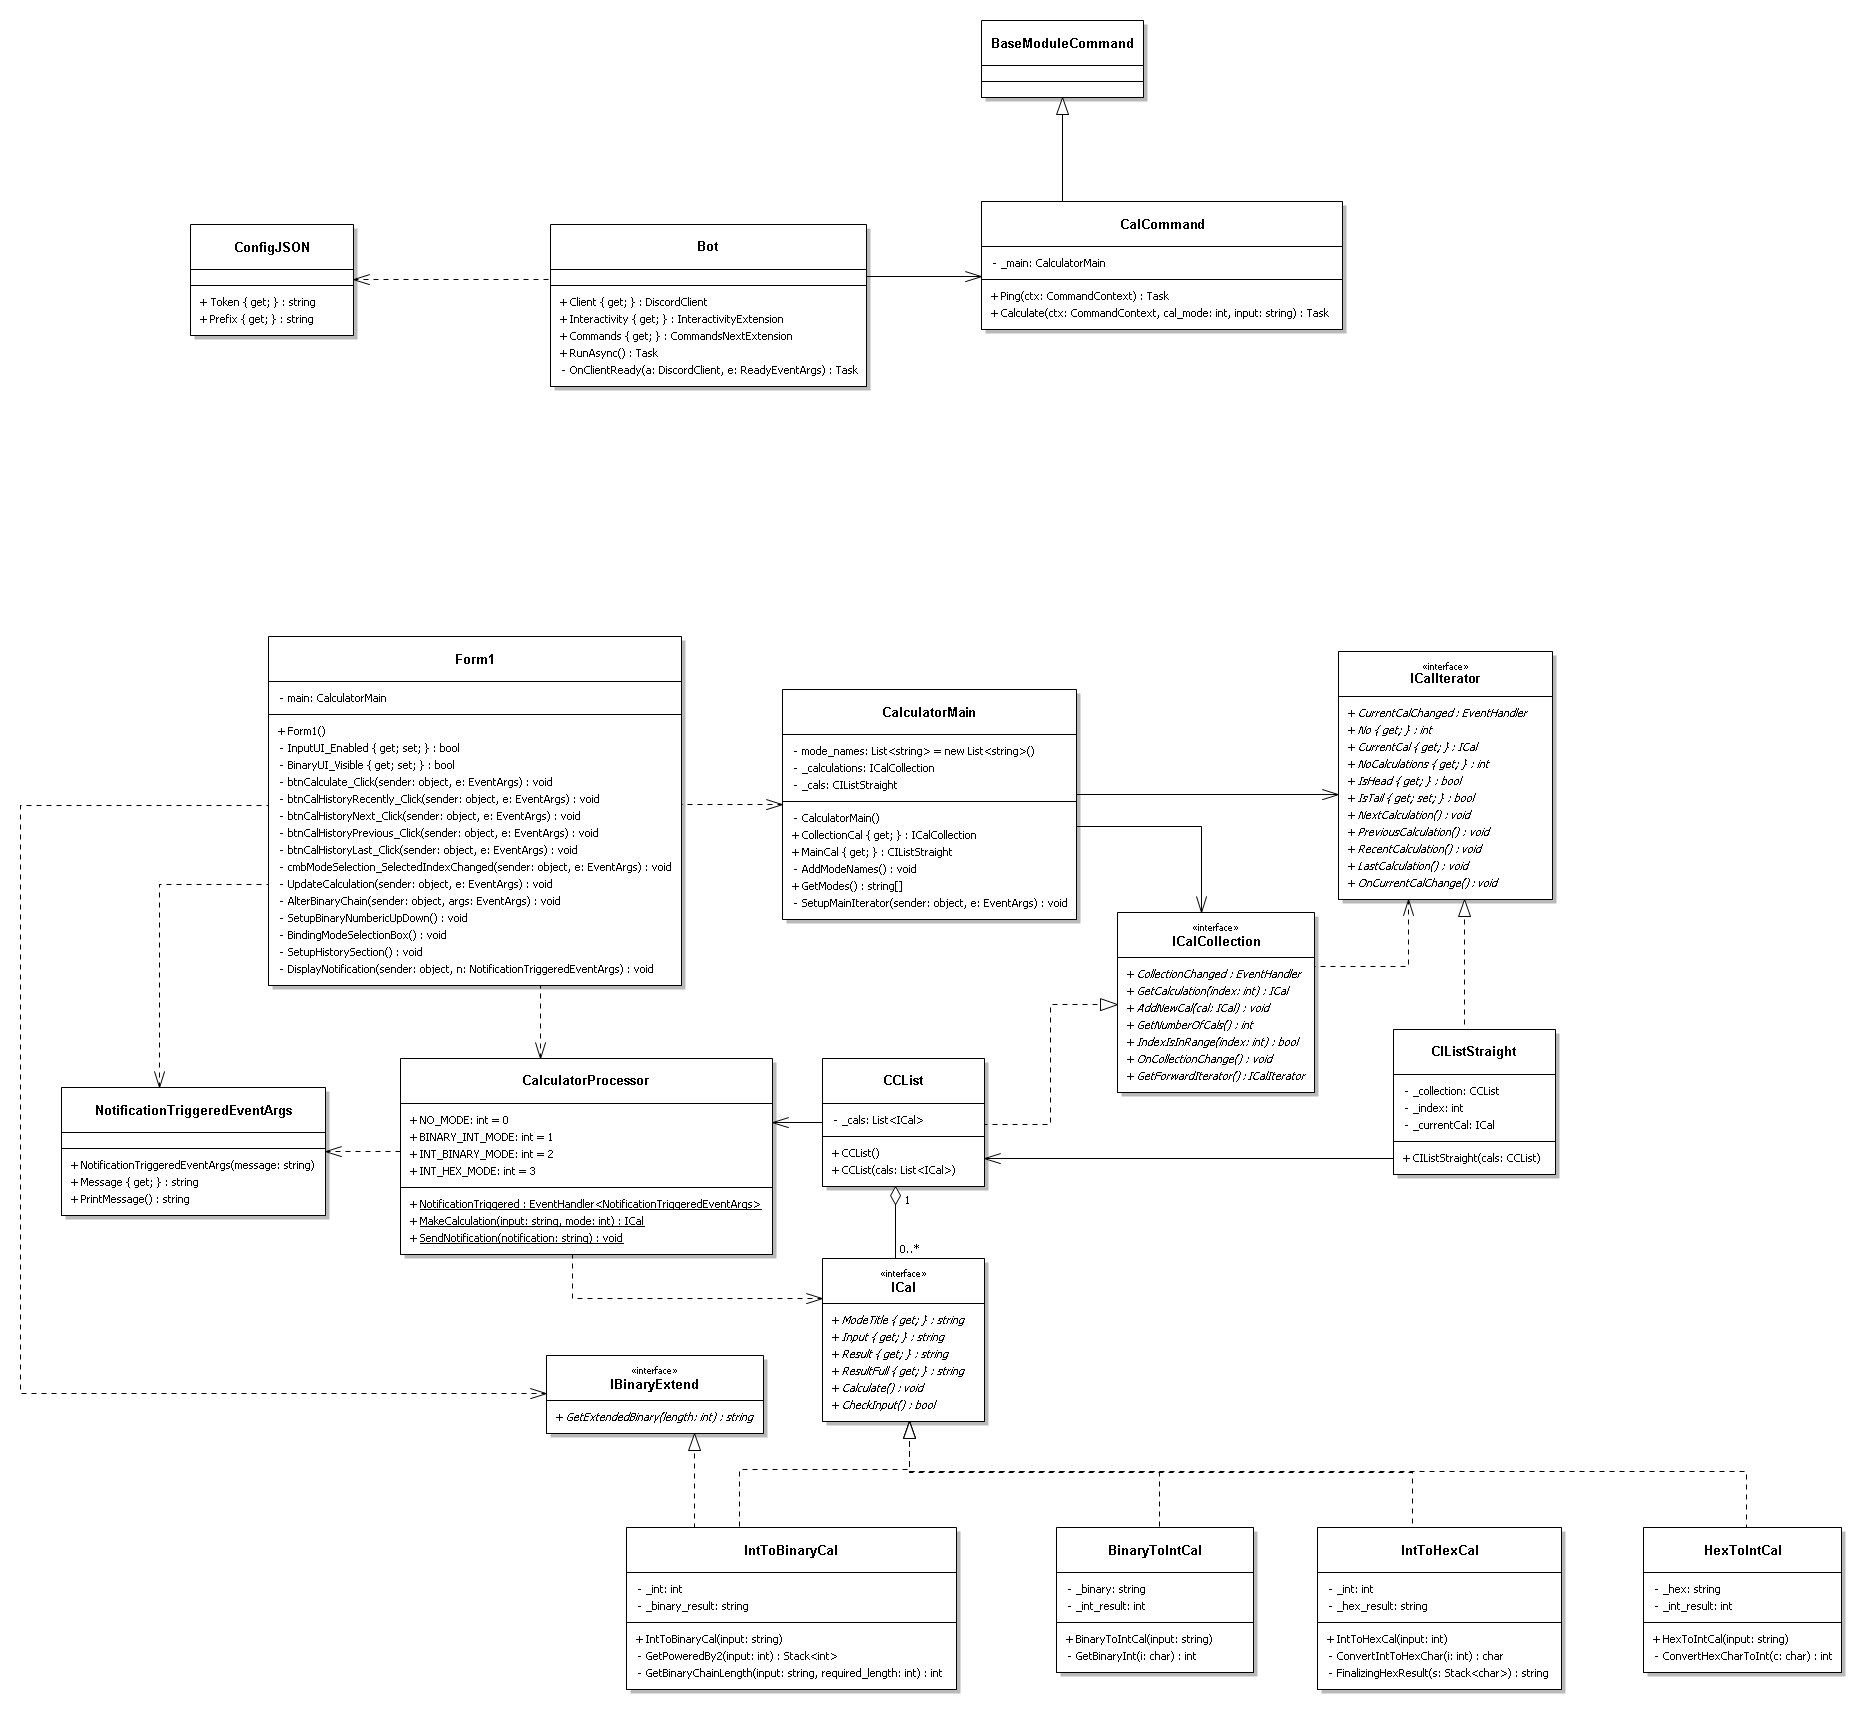 BaseModuleCommand
ConfigJSON
+ Token { get; } : string
+ Prefix { get; } : string
Bot
+ Client { get; } : DiscordClient
+ Interactivity { get; } : InteractivityExtension
+ Commands { get; } : CommandsNextExtension
+ RunAsync() : Task
- OnClientReady(a: DiscordClient, e: ReadyEventArgs) : Task
CalCommand
- _main: CalculatorMain
+ Ping(ctx: CommandContext) : Task
+ Calculate(ctx: CommandContext, cal_mode: int, input: string) : Task
Form1
- main: CalculatorMain
+ Form1()
- InputUI_Enabled { get; set; } : bool
- BinaryUI_Visible { get; set; } : bool
- btnCalculate_Click(sender: object, e: EventArgs) : void
- btnCalHistoryRecently_Click(sender: object, e: EventArgs) : void
- btnCalHistoryNext_Click(sender: object, e: EventArgs) : void
- btnCalHistoryPrevious_Click(sender: object, e: EventArgs) : void
- btnCalHistoryLast_Click(sender: object, e: EventArgs) : void
- cmbModeSelection_SelectedIndexChanged(sender: object, e: EventArgs) : void
- UpdateCalculation(sender: object, e: EventArgs) : void
- AlterBinaryChain(sender: object, args: EventArgs) : void
- SetupBinaryNumbericUpDown() : void
- BindingModeSelectionBox() : void
- SetupHistorySection() : void
- DisplayNotification(sender: object, n: NotificationTriggeredEventArgs) : void
CalculatorMain
- mode_names: List<string> = new List<string>()
- _calculations: ICalCollection
- _cals: CIListStraight
- CalculatorMain()
+ CollectionCal { get; } : ICalCollection
+ MainCal { get; } : CIListStraight
- AddModeNames() : void
+ GetModes() : string[]
- SetupMainIterator(sender: object, e: EventArgs) : void
«interface»
ICalIterator
+ CurrentCalChanged : EventHandler
+ No { get; } : int
+ CurrentCal { get; } : ICal
+ NoCalculations { get; } : int
+ IsHead { get; } : bool
+ IsTail { get; set; } : bool
+ NextCalculation() : void
+ PreviousCalculation() : void
+ RecentCalculation() : void
+ LastCalculation() : void
+ OnCurrentCalChange() : void
«interface»
ICalCollection
+ CollectionChanged : EventHandler
+ GetCalculation(index: int) : ICal
+ AddNewCal(cal: ICal) : void
+ GetNumberOfCals() : int
+ IndexIsInRange(index: int) : bool
+ OnCollectionChange() : void
+ GetForwardIterator() : ICalIterator
CIListStraight
- _collection: CCList
- _index: int
- _currentCal: ICal
+ CIListStraight(cals: CCList)
NotificationTriggeredEventArgs
+ NotificationTriggeredEventArgs(message: string)
+ Message { get; } : string
+ PrintMessage() : string
CalculatorProcessor
+ NO_MODE: int = 0
+ BINARY_INT_MODE: int = 1
+ INT_BINARY_MODE: int = 2
+ INT_HEX_MODE: int = 3
+ NotificationTriggered : EventHandler<NotificationTriggeredEventArgs>
+ MakeCalculation(input: string, mode: int) : ICal
+ SendNotification(notification: string) : void
CCList
- _cals: List<ICal>
+ CCList()
+ CCList(cals: List<ICal>)
1
0..*
«interface»
ICal
+ ModeTitle { get; } : string
+ Input { get; } : string
+ Result { get; } : string
+ ResultFull { get; } : string
+ Calculate() : void
+ CheckInput() : bool
«interface»
IBinaryExtend
+ GetExtendedBinary(length: int) : string
IntToBinaryCal
- _int: int
- _binary_result: string
+ IntToBinaryCal(input: string)
- GetPoweredBy2(input: int) : Stack<int>
- GetBinaryChainLength(input: string, required_length: int) : int
BinaryToIntCal
- _binary: string
- _int_result: int
+ BinaryToIntCal(input: string)
- GetBinaryInt(i: char) : int
IntToHexCal
- _int: int
- _hex_result: string
+ IntToHexCal(input: int)
- ConvertIntToHexChar(i: int) : char
- FinalizingHexResult(s: Stack<char>) : string
HexToIntCal
- _hex: string
- _int_result: int
+ HexToIntCal(input: string)
- ConvertHexCharToInt(c: char) : int